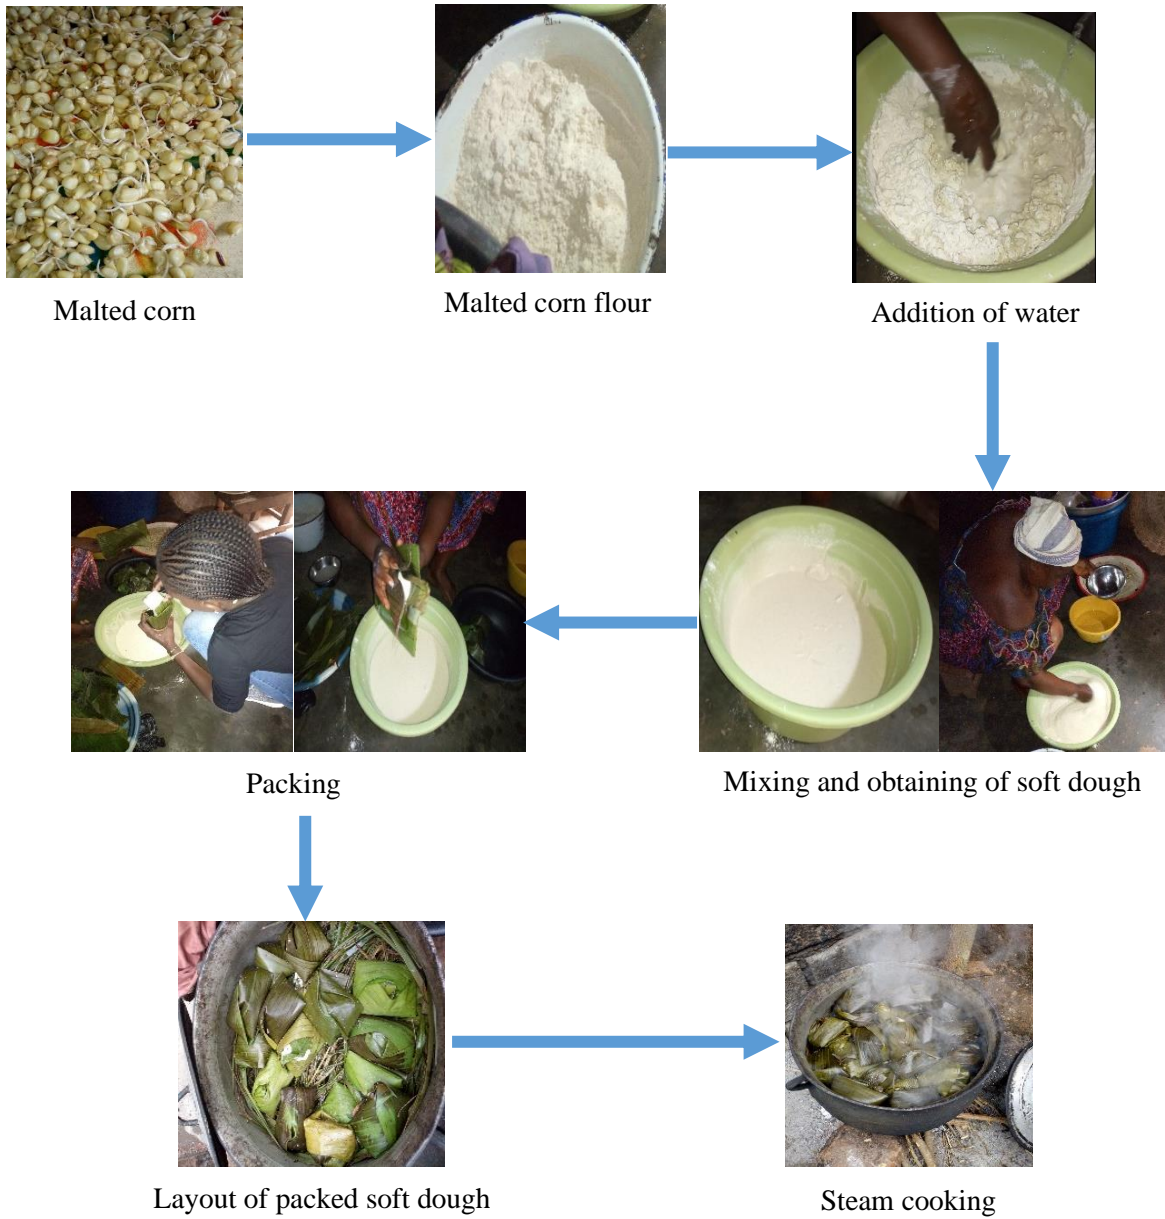 Malted corn
Malted corn flour
Addition of water
Mixing and obtaining of soft dough
Packing
Layout of packed soft dough
Steam cooking